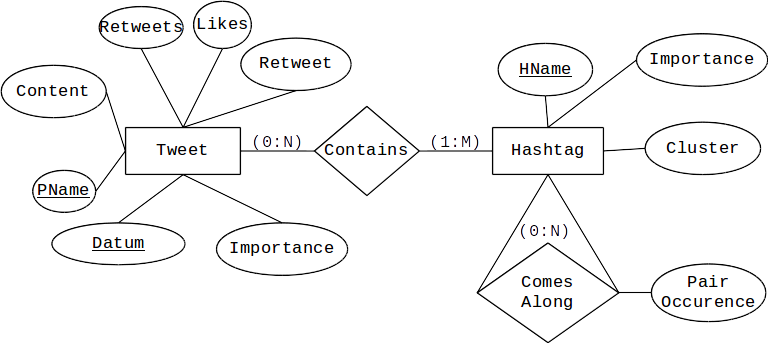 Retweets
Likes
Retweet
Content
HName
Importance
Tweet
(0:N)
Contains
(1:M)
Hashtag
Cluster
PName
Datum
Importance
(0:N)
Comes
Along
Pair
Occurence